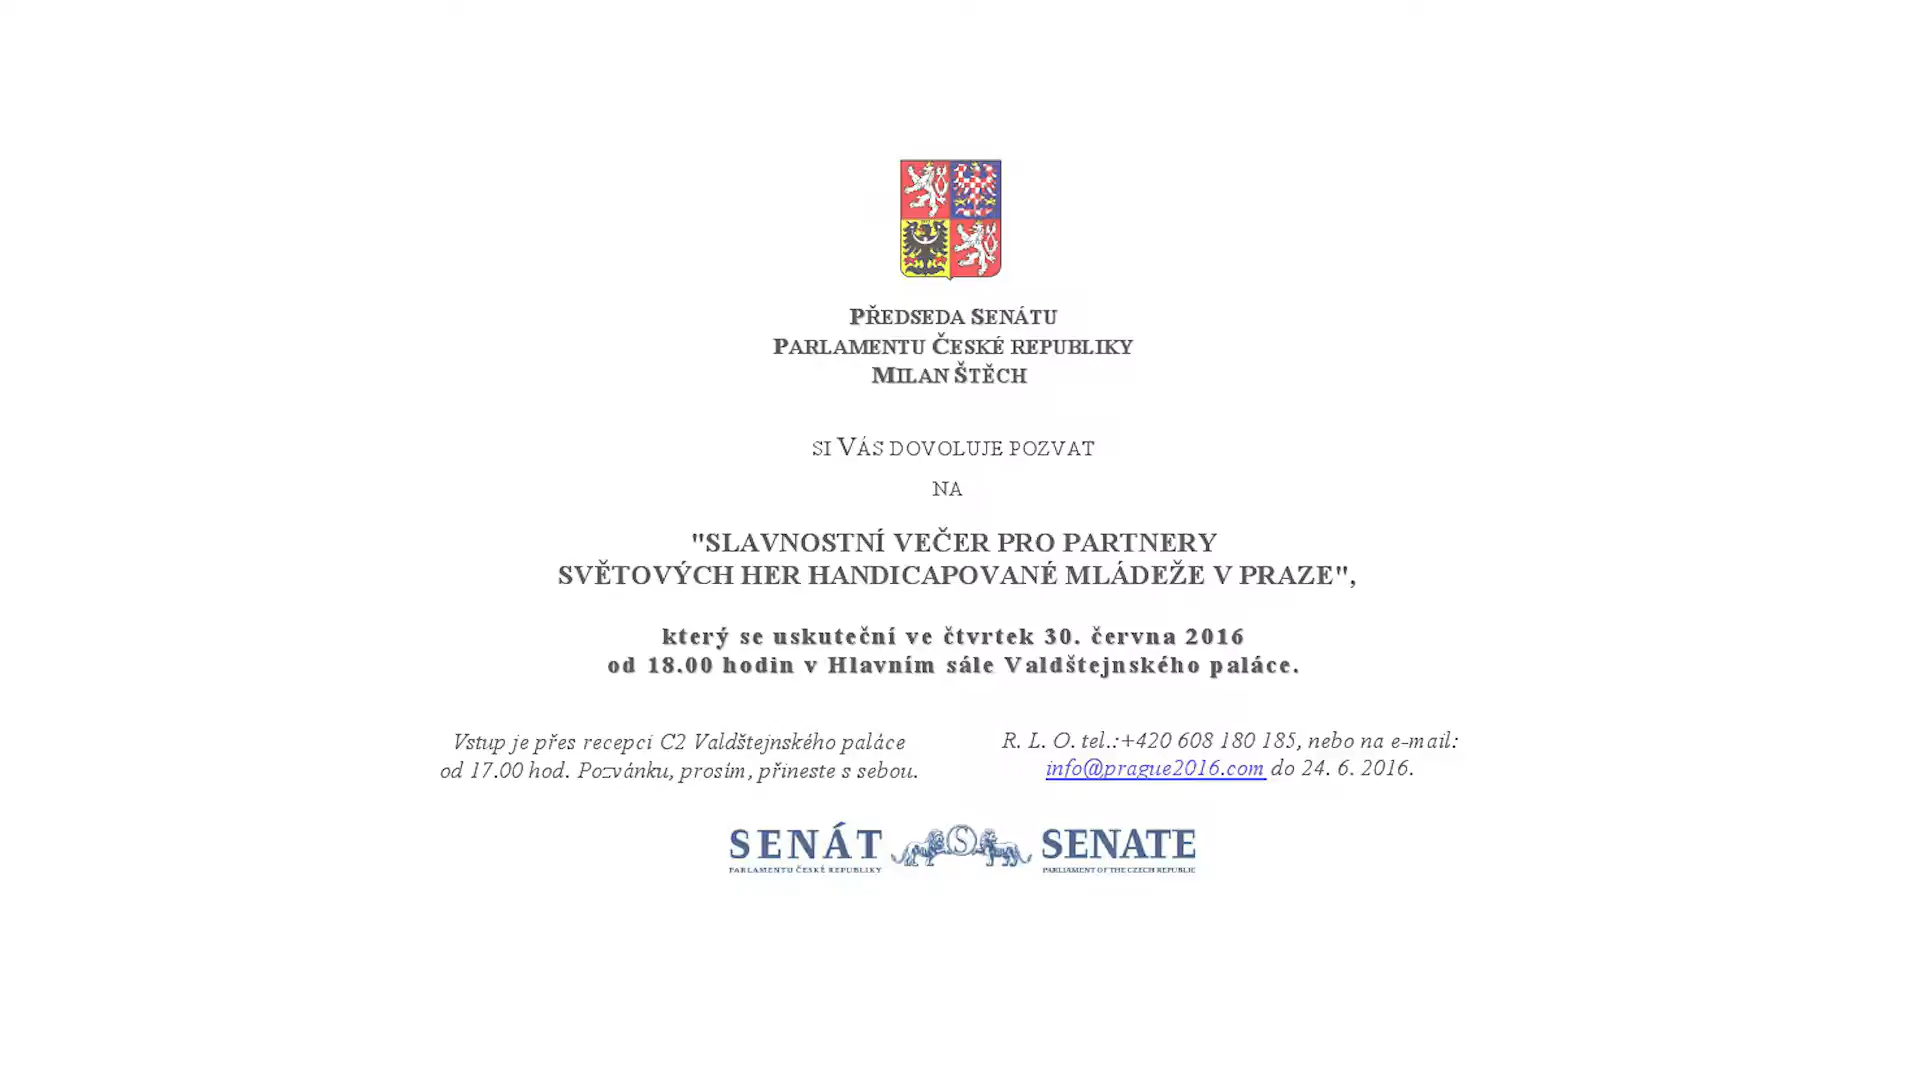 PŘEDSEDA SENÁTU
PARLAMENTU ČESKÉ REPUBLIKY
MILAN ŠTĚCH
SI VÁS DOVOLUJE POZVAT
NA
"SLAVNOSTNÍ VEČER PRO PARTNERY
SVĚTOVÝCH HER HANDICAPOVANÉ MLÁDEŽE V PRAZE",
který se uskuteční ve čtvrtek 30. června 2016
od 18.00 hodin v Hlavním sále Valdštejnského paláce.
Vstup je přes recepci C2 Valdštejnského paláce
od 17.00 hod. Pozvánku, prosím, přineste s sebou.
R. L. O. tel.:+420 608 180 185, nebo na e-mail:
info@prague2016.com do 24. 6. 2016.
SENÁT S SENATE
PARLAMENTU ČESKÉ REPUBLIKY PARLIAMENT OF THE CZECH REPUBLIC